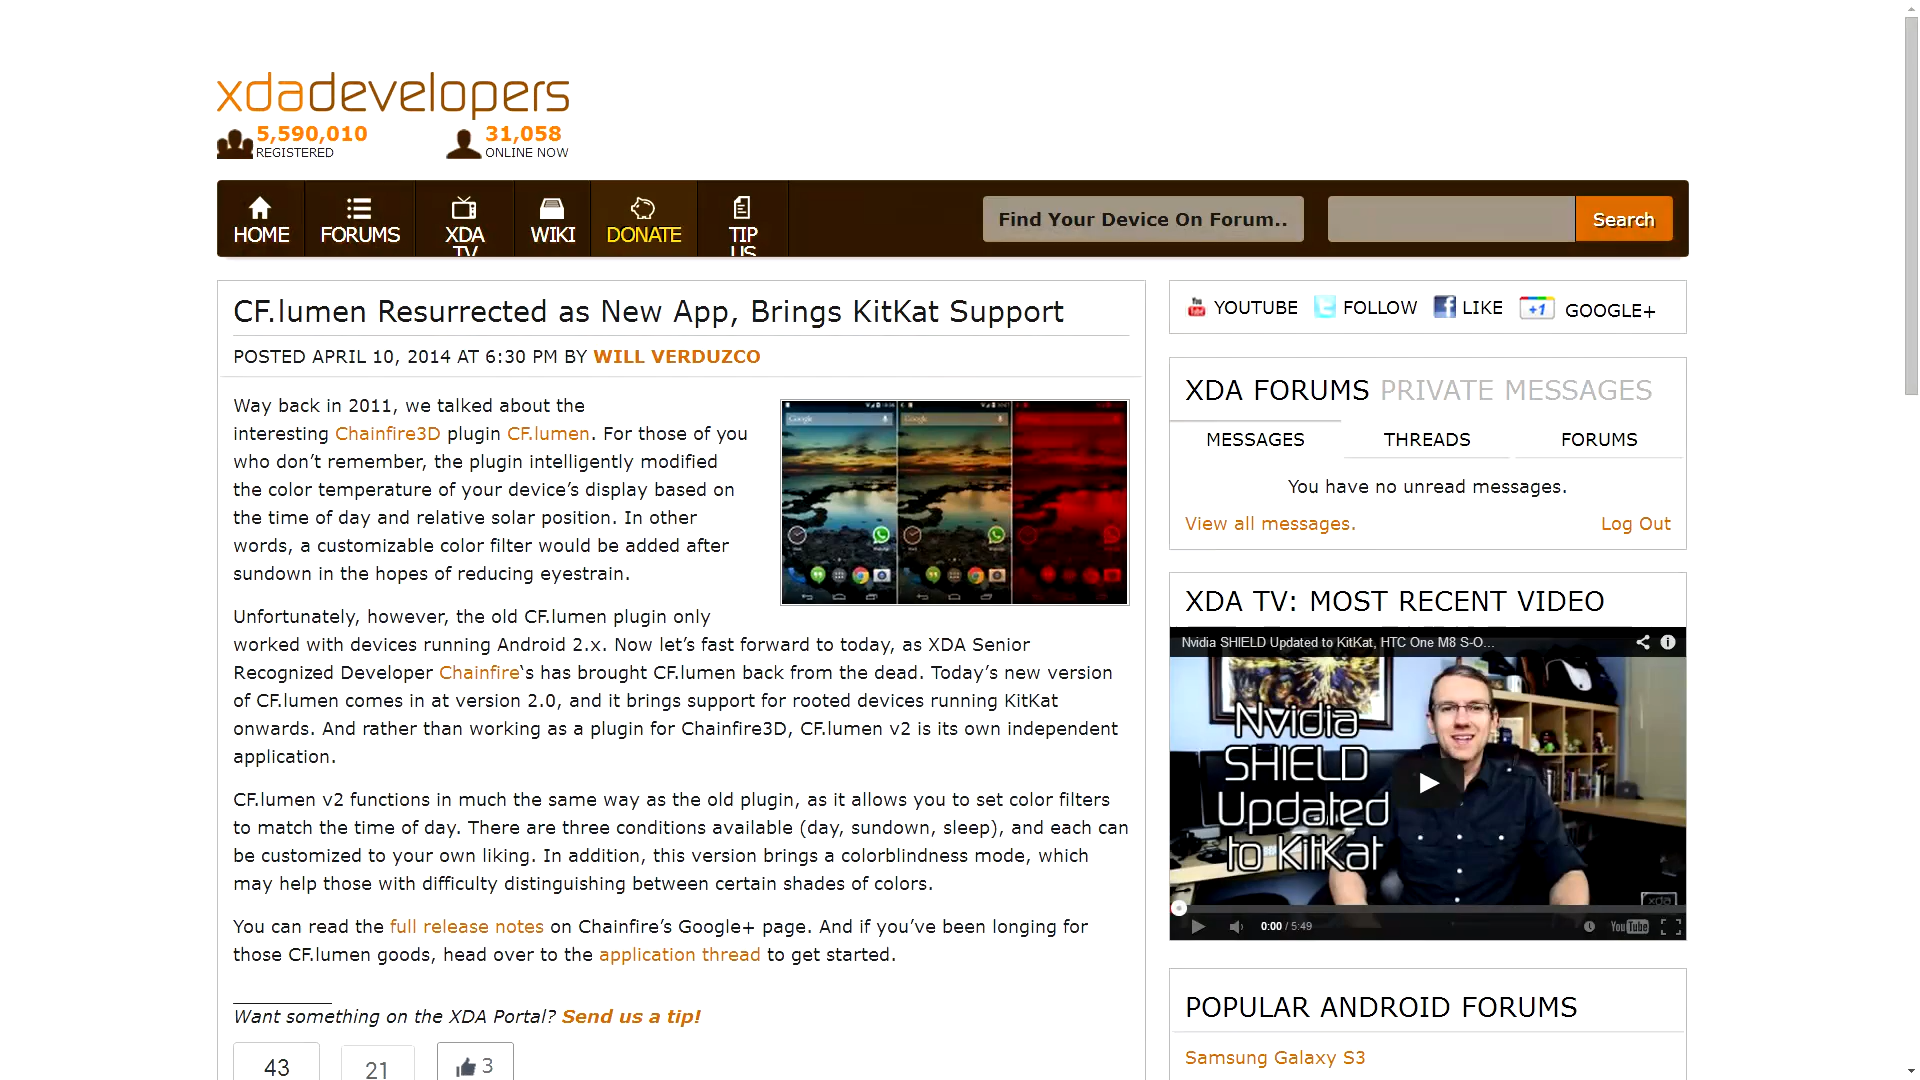 xdadevelopers
5,590,010
REGISTERED
31,058
ONLINE NOW
HOME
FORUMS
XDA
TV
WIKI
DONATE
TIP
US
Find Your Device On Forum..
Search
CF.lumen Resurrected as New App, Brings KitKat Support
POSTED APRIL 10, 2014 AT 6:30 PM BY WILL VERDUZCO
Way back in 2011, we talked about the
interesting Chainfire3D plugin CF.lumen. For those of you
who don’t remember, the plugin intelligently modified
the color temperature of your device’s display based on
the time of day and relative solar position. In other
words, a customizable color filter would be added after
sundown in the hopes of reducing eyestrain.
Google
Google
Unfortunately, however, the old CF.lumen plugin only
worked with devices running Android 2.x. Now let’s fast forward to today, as XDA Senior
Recognized Developer Chainfire‘s has brought CF.lumen back from the dead. Today’s new version
of CF.lumen comes in at version 2.0, and it brings support for rooted devices running KitKat
onwards. And rather than working as a plugin for Chainfire3D, CF.lumen v2 is its own independent
application.
CF.lumen v2 functions in much the same way as the old plugin, as it allows you to set color filters
to match the time of day. There are three conditions available (day, sundown, sleep), and each can
be customized to your own liking. In addition, this version brings a colorblindness mode, which
may help those with difficulty distinguishing between certain shades of colors.
You can read the full release notes on Chainfire’s Google+ page. And if you’ve been longing for
those CF.lumen goods, head over to the application thread to get started.
Want something on the XDA Portal? Send us a tip!
43
21
3
YOUTUBE
FOLLOW
LIKE
+1
GOOGLE+
XDA FORUMS PRIVATE MESSAGES
MESSAGES
THREADS
FORUMS
You have no unread messages.
View all messages.
Log Out
XDA TV: MOST RECENT VIDEO
Nvidia SHIELD Updated to KitKat, HTC One M8 S-O...
Nvidia
SHIELD
Updated
to KitKat
xda
0:00 / 5:49
YouTube
POPULAR ANDROID FORUMS
Samsung Galaxy S3